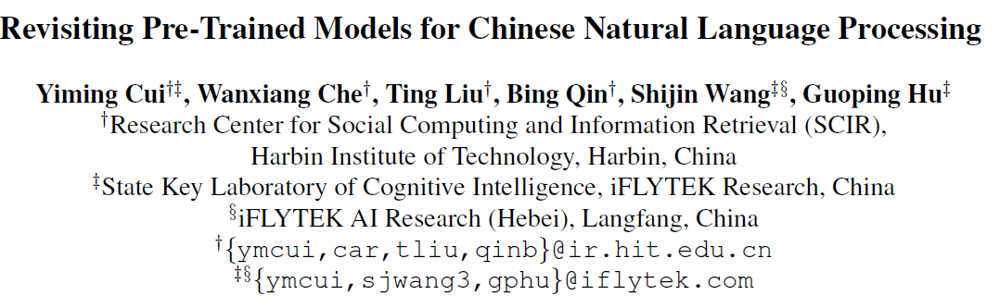 Revisiting Pre-Trained Models for Chinese Natural Language Processing
Yiming Cui†‡, Wanxiang Che†, Ting Liu†, Bing Qin†, Shijin Wang‡§, Guoping Hu‡
†Research Center for Social Computing and Information Retrieval (SCIR),
Harbin Institute of Technology, Harbin, China
‡State Key Laboratory of Cognitive Intelligence, iFLYTEK Research, China
§iFLYTEK AI Research (Hebei), Langfang, China
†{ymcui,car,tliu,qinb}@ir.hit.edu.cn
‡§{ymcui,sjwang3,gphu}@iflytek.com